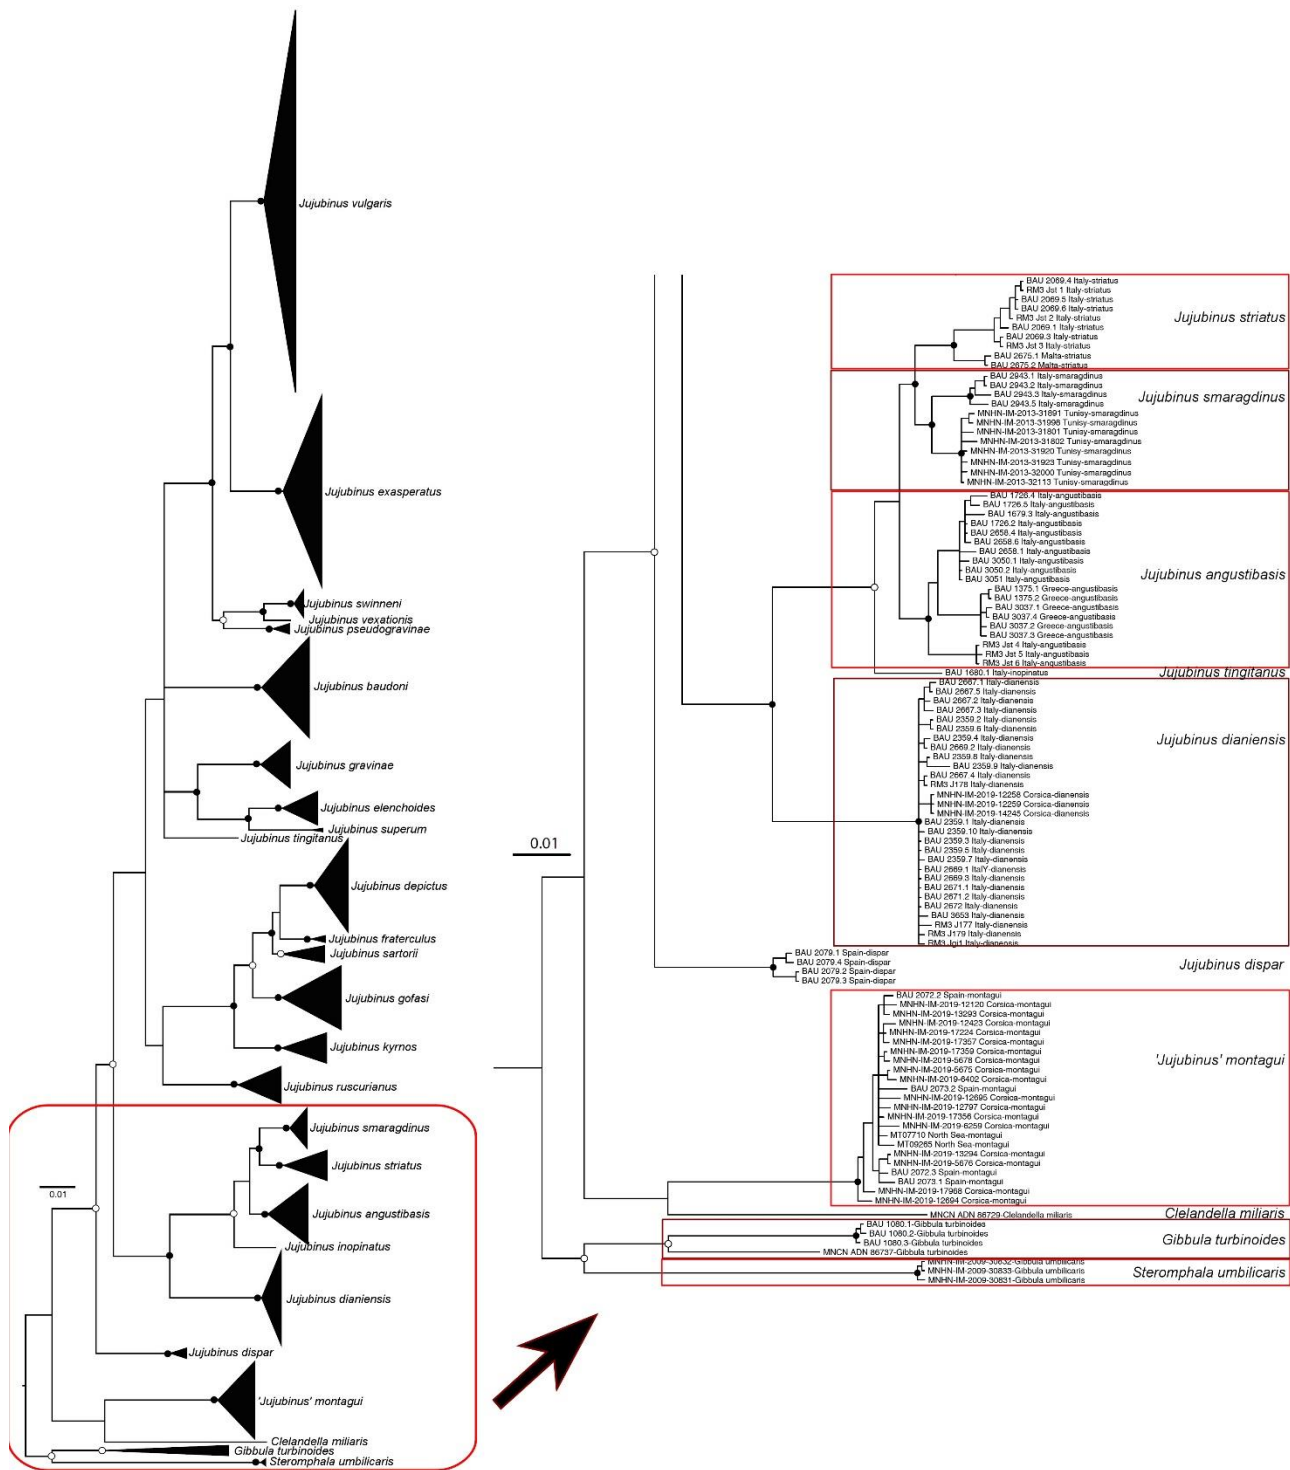 Jujubinus vulgaris
Jujubinus exasperatus
Jujubinus swinneni
Jujubinus vexationis
Jujubinus pseudogravinae
Jujubinus baudoni
Jujubinus gravinae
Jujubinus elenchoides
Jujubinus superum
Jujubinus tingitanus
Jujubinus depictus
Jujubinus fraterculus
Jujubinus sartorii
Jujubinus gofasi
Jujubinus kyrnos
Jujubinus ruscurianus
Jujubinus smaragdinus
Jujubinus striatus
0.01
Jujubinus angustibasis
Jujubinus inopinatus
Jujubinus dianiensis
Jujubinus dispar
'Jujubinus' montagui
Clelandella miliaris
Gibbula turbinoides
Steromphala umbilicaris
0.01
BAU 2069.4 Italy-striatus
RM3 Jst 1 Italy-striatus
BAU 2069.5 Italy-striatus
BAU 2069.6 Italy-striatus
RM3 Jst 2 Italy-striatus
BAU 2069.1 Italy-striatus
BAU 2069.3 Italy-striatus
RM3 Jst 3 Italy-striatus
BAU 2675.1 Malta-striatus
BAU 2675.2 Malta-striatus
Jujubinus striatus
BAU 2943.1 Italy-smaragdinus
BAU 2943.2 Italy-smaragdinus
BAU 2943.3 Italy-smaragdinus
BAU 2943.5 Italy-smaragdinus
MNHN-IM-2013-31891 Tunisy-smaragdinus
MNHN-IM-2013-31996 Tunisy-smaragdinus
MNHN-IM-2013-31801 Tunisy-smaragdinus
MNHN-IM-2013-31802 Tunisy-smaragdinus
MNHN-IM-2013-31920 Tunisy-smaragdinus
MNHN-IM-2013-31923 Tunisy-smaragdinus
MNHN-IM-2013-32000 Tunisy-smaragdinus
MNHN-IM-2013-32113 Tunisy-smaragdinus
Jujubinus smaragdinus
BAU 1726.4 Italy-angustibasis
BAU 1726.5 Italy-angustibasis
BAU 1679.3 Italy-angustibasis
BAU 1726.2 Italy-angustibasis
BAU 2658.4 Italy-angustibasis
BAU 2658.6 Italy-angustibasis
BAU 2658.1 Italy-angustibasis
BAU 3050.1 Italy-angustibasis
BAU 3050.2 Italy-angustibasis
BAU 3051 Italy-angustibasis
BAU 1375.1 Greece-angustibasis
BAU 1375.2 Greece-angustibasis
BAU 3037.1 Greece-angustibasis
BAU 3037.4 Greece-angustibasis
BAU 3037.2 Greece-angustibasis
BAU 3037.3 Greece-angustibasis
RM3 Jst 4 Italy-angustibasis
RM3 Jst 5 Italy-angustibasis
RM3 Jst 6 Italy-angustibasis
Jujubinus angustibasis
BAU 1680.1 Italy-inopinatus
Jujubinus tingitanus
BAU 2667.1 Italy-dianensis
BAU 2667.5 Italy-dianensis
BAU 2667.2 Italy-dianensis
BAU 2667.3 Italy-dianensis
BAU 2359.2 Italy-dianensis
BAU 2359.6 Italy-dianensis
BAU 2359.4 Italy-dianensis
BAU 2669.2 Italy-dianensis
BAU 2359.8 Italy-dianensis
BAU 2359.9 Italy-dianensis
BAU 2667.4 Italy-dianensis
RM3 J178 Italy-dianensis
MNHN-IM-2019-12258 Corsica-dianensis
MNHN-IM-2019-12259 Corsica-dianensis
MNHN-IM-2019-14245 Corsica-dianensis
BAU 2359.1 Italy-dianensis
BAU 2359.10 Italy-dianensis
BAU 2359.3 Italy-dianensis
BAU 2359.5 Italy-dianensis
BAU 2359.7 Italy-dianensis
BAU 2669.1 ItalY-dianensis
BAU 2669.3 Italy-dianensis
BAU 2671.1 Italy-dianensis
BAU 2671.2 Italy-dianensis
BAU 2672 Italy-dianensis
BAU 3653 Italy-dianensis
RM3 J177 Italy-dianensis
RM3 J179 Italy-dianensis
RM3 Jgi1 Italy-dianensis
Jujubinus dianiensis
BAU 2079.1 Spain-dispar
BAU 2079.4 Spain-dispar
BAU 2079.2 Spain-dispar
BAU 2079.3 Spain-dispar
Jujubinus dispar
BAU 2072.2 Spain-montagui
MNHN-IM-2019-12120 Corsica-montagui
MNHN-IM-2019-13293 Corsica-montagui
MNHN-IM-2019-12423 Corsica-montagui
MNHN-IM-2019-17224 Corsica-montagui
MNHN-IM-2019-17357 Corsica-montagui
MNHN-IM-2019-17359 Corsica-montagui
MNHN-IM-2019-5678 Corsica-montagui
MNHN-IM-2019-5675 Corsica-montagui
MNHN-IM-2019-6402 Corsica-montagui
BAU 2073.2 Spain-montagui
MNHN-IM-2019-12695 Corsica-montagui
MNHN-IM-2019-12797 Corsica-montagui
MNHN-IM-2019-17356 Corsica-montagui
MNHN-IM-2019-6259 Corsica-montagui
MT07710 North Sea-montagui
MT09265 North Sea-montagui
MNHN-IM-2019-13294 Corsica-montagui
MNHN-IM-2019-5676 Corsica-montagui
BAU 2072.3 Spain-montagui
BAU 2073.1 Spain-montagui
MNHN-IM-2019-17968 Corsica-montagui
MNHN-IM-2019-12694 Corsica-montagui
'Jujubinus' montagui
MNCN ADN 86729-Clelandella miliaris
Clelandella miliaris
BAU 1080.1-Gibbula turbinoides
BAU 1080.2-Gibbula turbinoides
BAU 1080.3-Gibbula turbinoides
MNCN ADN 86737-Gibbula turbinoides
Gibbula turbinoides
MNHN-IM-2009-30832-Gibbula umbilicaris
MNHN-IM-2009-30833-Gibbula umbilicaris
MNHN-IM-2009-30831-Gibbula umbilicaris
Steromphala umbilicaris